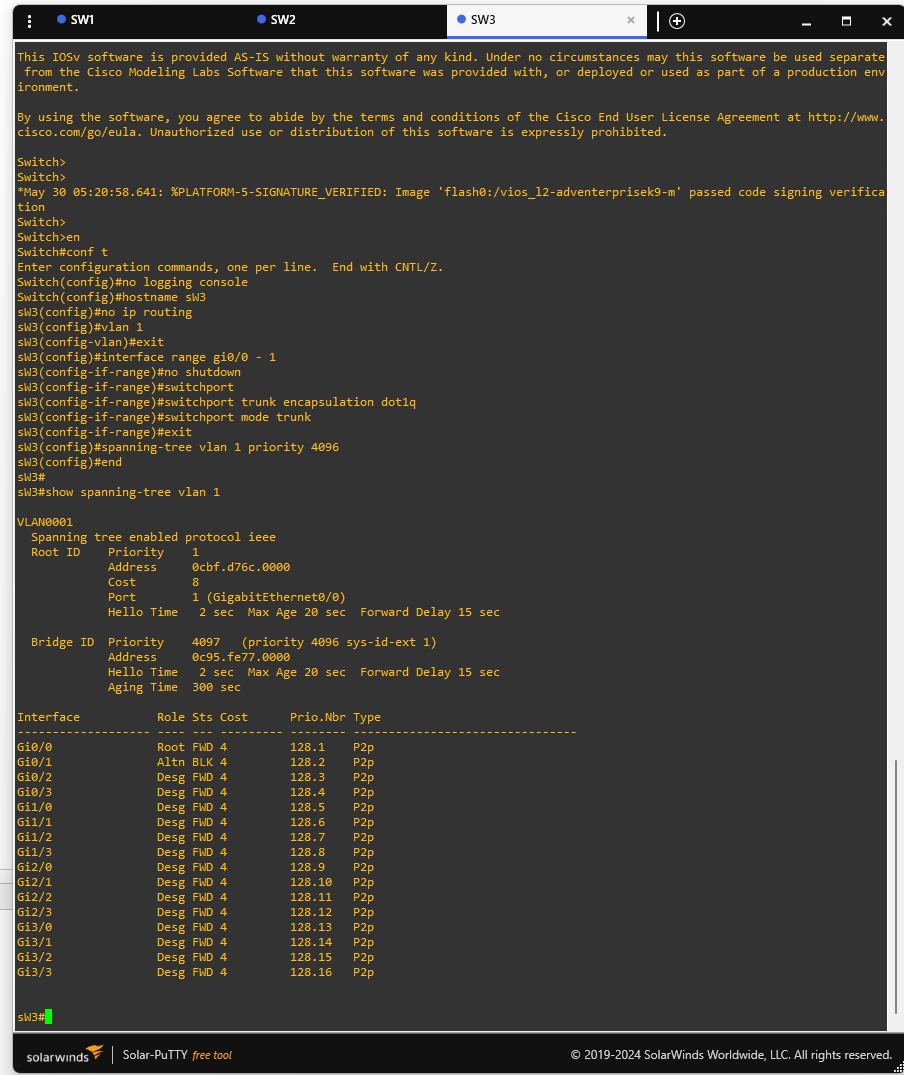 SW1
SW2
SW3
This IOSv software is provided AS-IS without warranty of any kind. Under no circumstances may this software be used separate
from the Cisco Modeling Labs Software that this software was provided with, or deployed or used as part of a production env
ironment.
By using the software, you agree to abide by the terms and conditions of the Cisco End User License Agreement at http://www.
cisco.com/go/eula. Unauthorized use or distribution of this software is expressly prohibited.
Switch>
Switch>
*May 30 05:20:58.641: %PLATFORM-5-SIGNATURE_VERIFIED: Image 'flash0:/vios_l2-adventerprisek9-m' passed code signing verifica
tion
Switch>
Switch>en
Switch#conf t
Enter configuration commands, one per line.  End with CNTL/Z.
Switch(config)#no logging console
Switch(config)#hostname sW3
sW3(config)#no ip routing
sW3(config)#vlan 1
sW3(config-vlan)#exit
sW3(config)#interface range gi0/0 - 1
sW3(config-if-range)#no shutdown
sW3(config-if-range)#switchport
sW3(config-if-range)#switchport trunk encapsulation dot1q
sW3(config-if-range)#switchport mode trunk
sW3(config-if-range)#exit
sW3(config)#spanning-tree vlan 1 priority 4096
sW3(config)#end
sW3#
sW3#show spanning-tree vlan 1
VLAN0001
  Spanning tree enabled protocol ieee
  Root ID    Priority    1
             Address     0cbf.d76c.0000
             Cost        8
             Port        1 (GigabitEthernet0/0)
             Hello Time   2 sec  Max Age 20 sec  Forward Delay 15 sec
  Bridge ID  Priority    4097   (priority 4096 sys-id-ext 1)
             Address     0c95.fe77.0000
             Hello Time   2 sec  Max Age 20 sec  Forward Delay 15 sec
             Aging Time  300 sec
Interface           Role Sts Cost      Prio.Nbr Type
------------------- ---- --- --------- -------- --------------------------------
Gi0/0               Root FWD 4         128.1    P2p
Gi0/1               Altn BLK 4         128.2    P2p
Gi0/2               Desg FWD 4         128.3    P2p
Gi0/3               Desg FWD 4         128.4    P2p
Gi1/0               Desg FWD 4         128.5    P2p
Gi1/1               Desg FWD 4         128.6    P2p
Gi1/2               Desg FWD 4         128.7    P2p
Gi1/3               Desg FWD 4         128.8    P2p
Gi2/0               Desg FWD 4         128.9    P2p
Gi2/1               Desg FWD 4         128.10   P2p
Gi2/2               Desg FWD 4         128.11   P2p
Gi2/3               Desg FWD 4         128.12   P2p
Gi3/0               Desg FWD 4         128.13   P2p
Gi3/1               Desg FWD 4         128.14   P2p
Gi3/2               Desg FWD 4         128.15   P2p
Gi3/3               Desg FWD 4         128.16   P2p
sW3#
solarwinds | Solar-PuTTY free tool
© 2019-2024 SolarWinds Worldwide, LLC. All rights reserved.